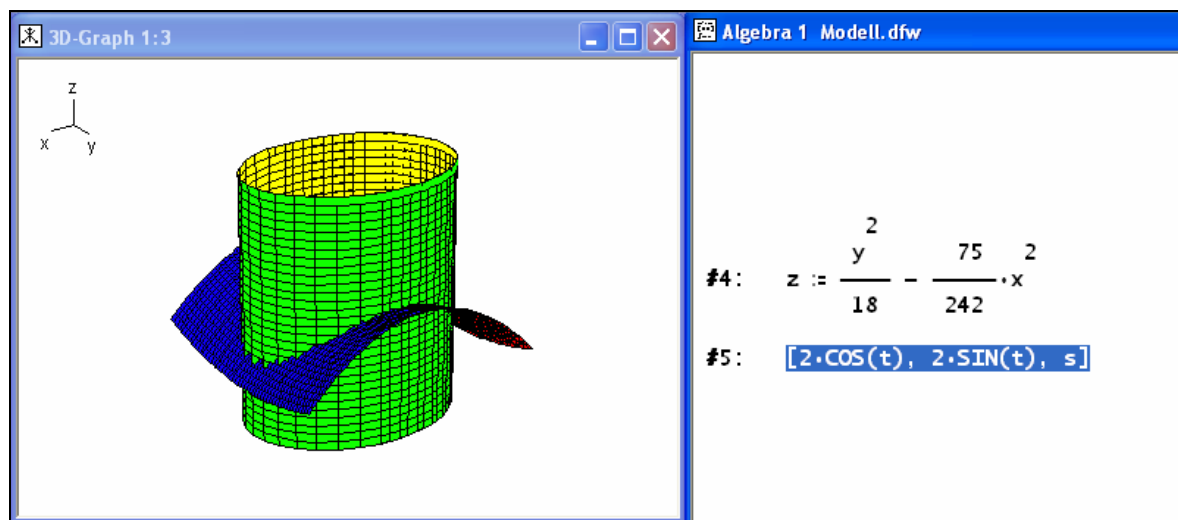 3D-Graph 1:3
z
x
y
Algebra 1 Modell.dfw
2
y 75 2
#4: z := ―― - ―― ·x
18 242
#5: [2·COS(t), 2·SIN(t), s]